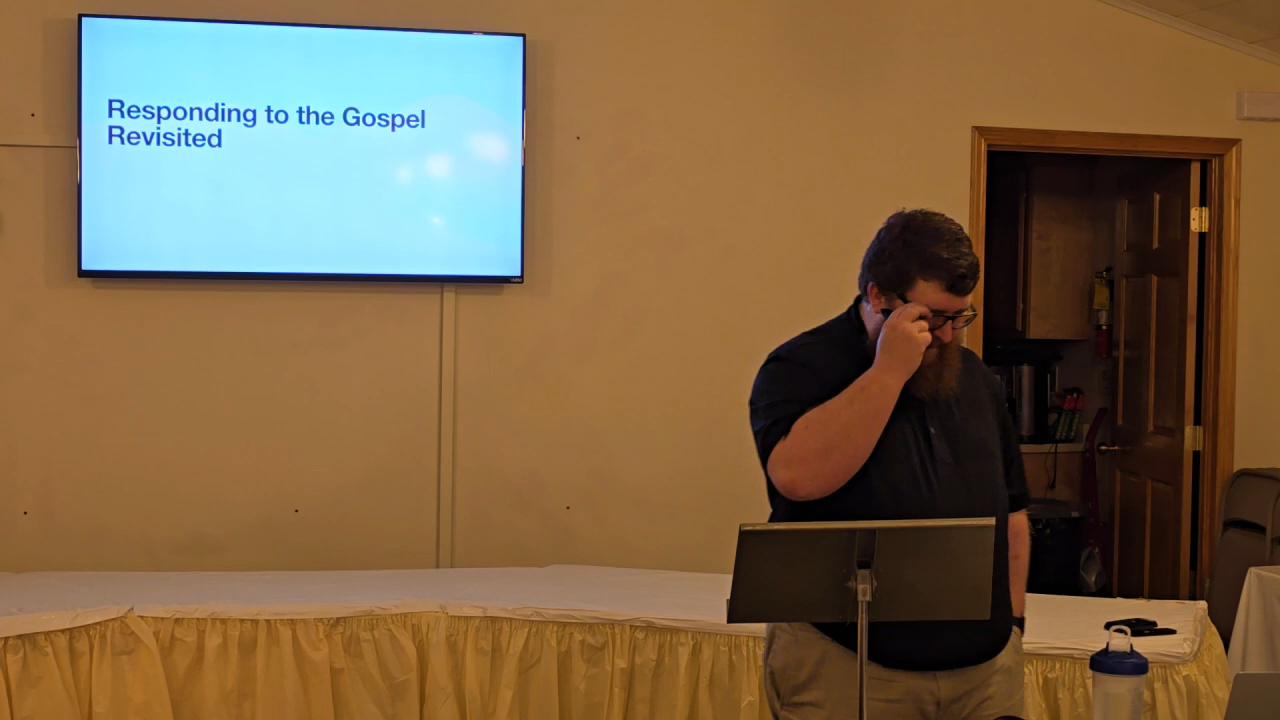 Responding to the Gospel
Revisited